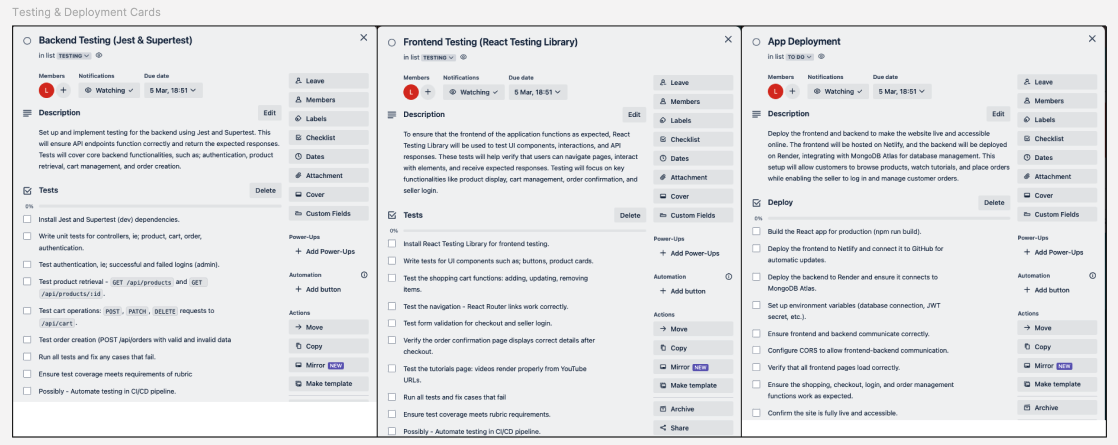 Testing & Deployment Cards
Backend Testing (Jest & Supertest)
in list TESTING
Members
Notifications
Due date
L
+
Watching
5 Mar, 18:51
Description
Edit
Set up and implement testing for the backend using Jest and Supertest. This
will ensure API endpoints function correctly and return the expected responses.
Tests will cover core backend functionalities, such as; authentication, product
retrieval, cart management, and order creation.
Tests
Delete
0%
Install Jest and Supertest (dev) dependencies.
Write unit tests for controllers, ie; product, cart, order,
authentication.
Test authentication, ie; successful and failed logins (admin).
Test product retrieval - GET /api/products and GET
/api/products/:id .
Test cart operations: POST , PATCH , DELETE requests to
/api/cart .
Test order creation (POST /api/orders with valid and invalid data
Run all tests and fix any cases that fail.
Ensure test coverage meets requirements of rubric
Possibly - Automate testing in CI/CD pipeline.
Leave
Members
Labels
Checklist
Dates
Attachment
Cover
Custom Fields
Power-Ups
+ Add Power-Ups
Automation
+ Add button
Actions
Move
Copy
Mirror NEW
Make template
Frontend Testing (React Testing Library)
in list TESTING
Members
Notifications
Due date
L
+
Watching
5 Mar, 18:51
Description
Edit
To ensure that the frontend of the application functions as expected, React
Testing Library will be used to test UI components, interactions, and API
responses. These tests will help verify that users can navigate pages, interact
with elements, and receive expected responses. Testing will focus on key
functionalities like product display, cart management, order confirmation, and
seller login.
Tests
Delete
0%
Install React Testing Library for frontend testing.
Write tests for UI components such as; buttons, product cards.
Test the shopping cart functions: adding, updating, removing
items.
Test the navigation - React Router links work correctly.
Test form validation for checkout and seller login.
Verify the order confirmation page displays correct details after
checkout.
Test the tutorials page: videos render properly from YouTube
URLs.
Run all tests and fix any cases that fail
Ensure test coverage meets rubric requirements.
Possibly - Automate testing in CI/CD pipeline.
Leave
Members
Labels
Checklist
Dates
Attachment
Cover
Custom Fields
Power-Ups
+ Add Power-Ups
Automation
+ Add button
Actions
Move
Copy
Mirror NEW
Make template
Archive
Share
App Deployment
in list TO DO
Members
Notifications
Due date
L
+
Watching
5 Mar, 18:51
Description
Edit
Deploy the frontend and backend to make the website live and accessible
online. The frontend will be hosted on Netlify, and the backend will be deployed
on Render, integrating with MongoDB Atlas for database management. This
setup will allow customers to browse products, watch tutorials, and place orders
while enabling the seller to log in and manage customer orders.
Deploy
Delete
0%
Build the React app for production (npm run build).
Deploy the frontend to Netlify and connect it to GitHub for
automatic updates.
Deploy the backend to Render and ensure it connects to
MongoDB Atlas.
Set up environment variables (database connection, JWT
secret, etc.).
Ensure frontend and backend communicate correctly.
Configure CORS to allow frontend-backend communication.
Verify that all frontend pages load correctly.
Ensure the shopping, checkout, login, and order management
functions work as expected.
Confirm the site is fully live and accessible.
Leave
Members
Labels
Checklist
Dates
Attachment
Cover
Custom Fields
Power-Ups
+ Add Power-Ups
Automation
+ Add button
Actions
Move
Copy
Mirror NEW
Make template
Archive